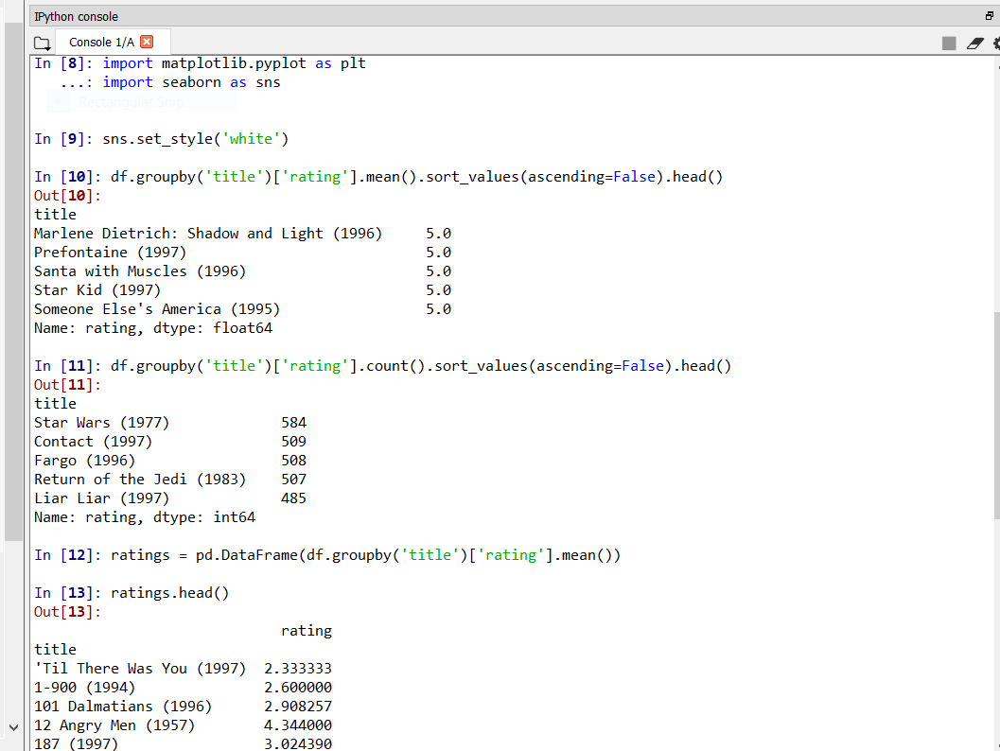 IPython console
Console 1/A
In [8]: import matplotlib.pyplot as plt
...: import seaborn as sns
In [9]: sns.set_style('white')
In [10]: df.groupby('title')['rating'].mean().sort_values(ascending=False).head()
Out[10]:
title
Marlene Dietrich: Shadow and Light (1996)     5.0
Prefontaine (1997)                            5.0
Santa with Muscles (1996)                     5.0
Star Kid (1997)                               5.0
Someone Else's America (1995)                 5.0
Name: rating, dtype: float64
In [11]: df.groupby('title')['rating'].count().sort_values(ascending=False).head()
Out[11]:
title
Star Wars (1977)             584
Contact (1997)               509
Fargo (1996)                 508
Return of the Jedi (1983)    507
Liar Liar (1997)             485
Name: rating, dtype: int64
In [12]: ratings = pd.DataFrame(df.groupby('title')['rating'].mean())
In [13]: ratings.head()
Out[13]:
rating
title
'Til There Was You (1997)  2.333333
1-900 (1994)               2.600000
101 Dalmatians (1996)      2.908257
12 Angry Men (1957)        4.344000
187 (1997)                 3.024390